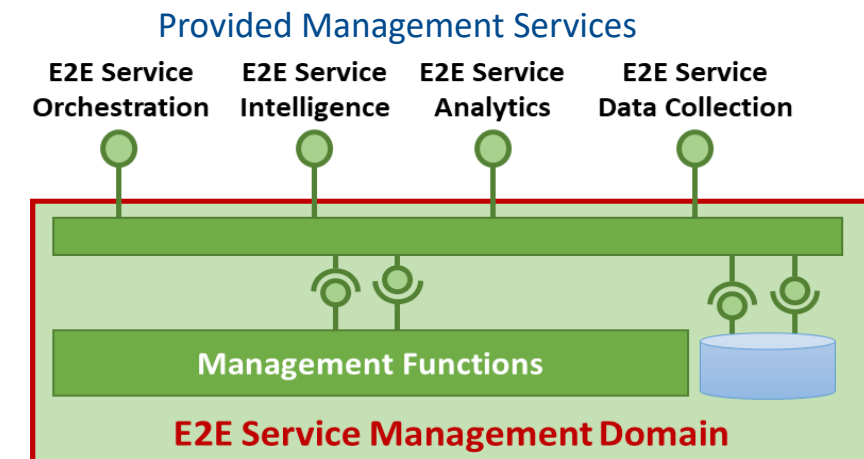 Provided Management Services
E2E Service Orchestration
E2E Service Intelligence
E2E Service Analytics
E2E Service Data Collection
Management Functions
E2E Service Management Domain